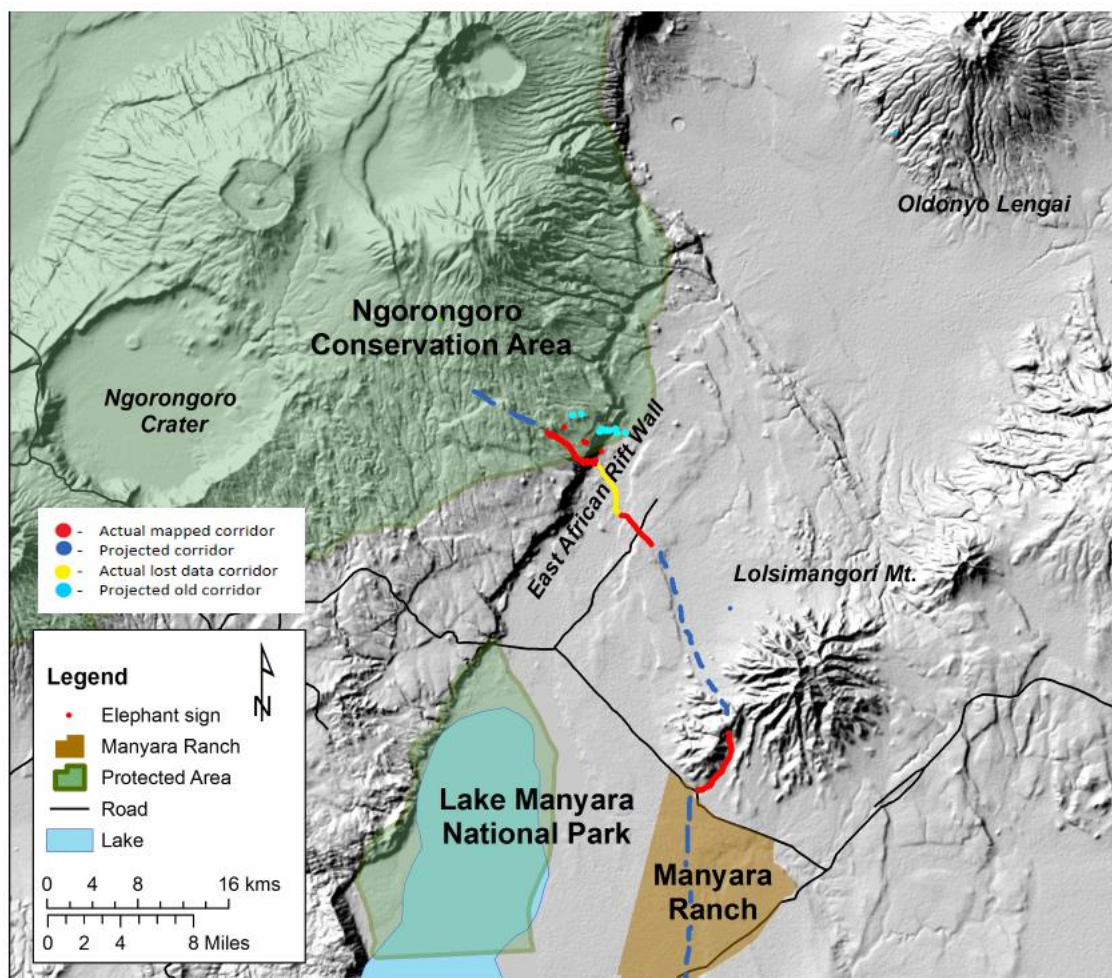 Oldonyo Lengai
Ngorongoro
Conservation Area
Ngorongoro
Crater
East African Rift Wall
- Actual mapped corridor
- Projected corridor
- Actual lost data corridor
- Projected old corridor
Lolsimangori Mt.
Legend
N
Elephant sign
Manyara Ranch
Protected Area
Road
Lake
0 4 8 16 kms
0 2 4 8 Miles
Lake Manyara
National Park
Manyara
Ranch